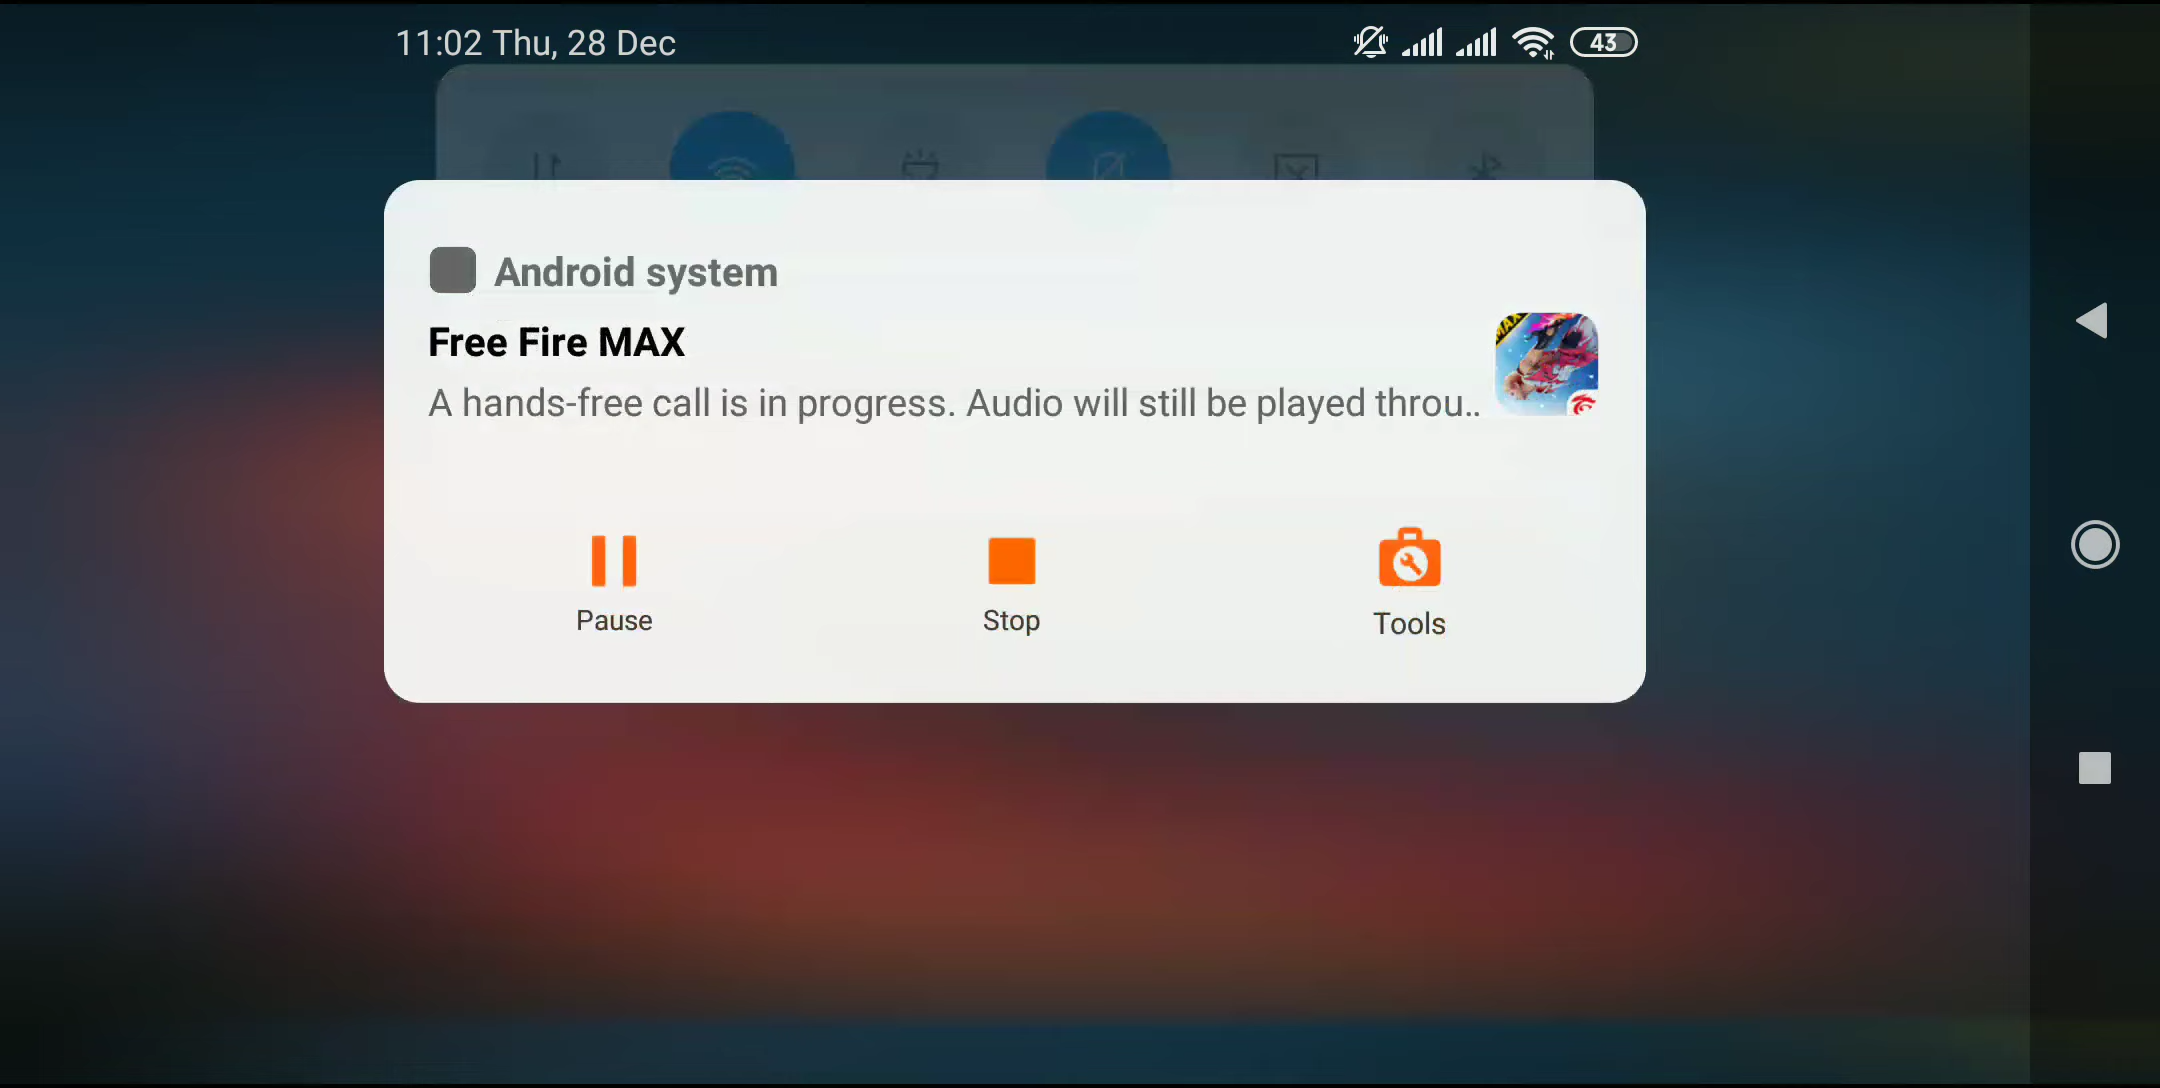 11:02 Thu, 28 Dec
43
Android system
Free Fire MAX
MAX
A hands-free call is in progress. Audio will still be played throu..
Pause
Stop
Tools